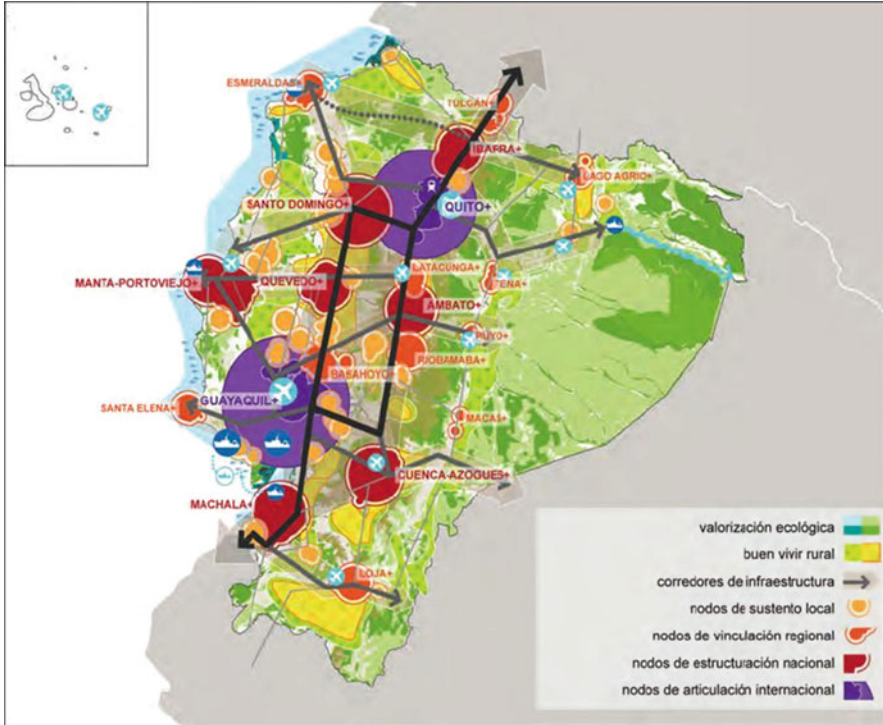 ESMERALDAS+
TULCAN+
IBARRA+
LAGO AGRIO+
SANTO DOMINGO+
QUITO+
LATACUNGA+
TENA+
MANTA-PORTOVIEJO+
QUEVEDO+
AMBATO+
PUYO+
RIOBAMABA+
BABAHOYO+
GUAYAQUIL+
SANTA ELENA+
MACAS+
CUENCA-AZOGUES+
MACHALA+
LOJA+
valorización ecológica
buen vivir rural
corredores de infraestructura
nodos de sustento local
nodos de vinculación regional
nodos de estructuración nacional
nodos de articulación internacional